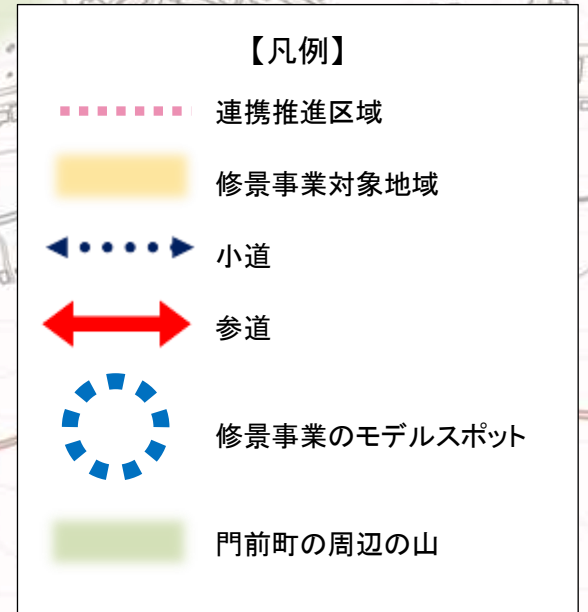 【凡例】
連携推進区域
修景事業対象地域
小道
参道
修景事業のモデルスポット
門前町の周辺の山